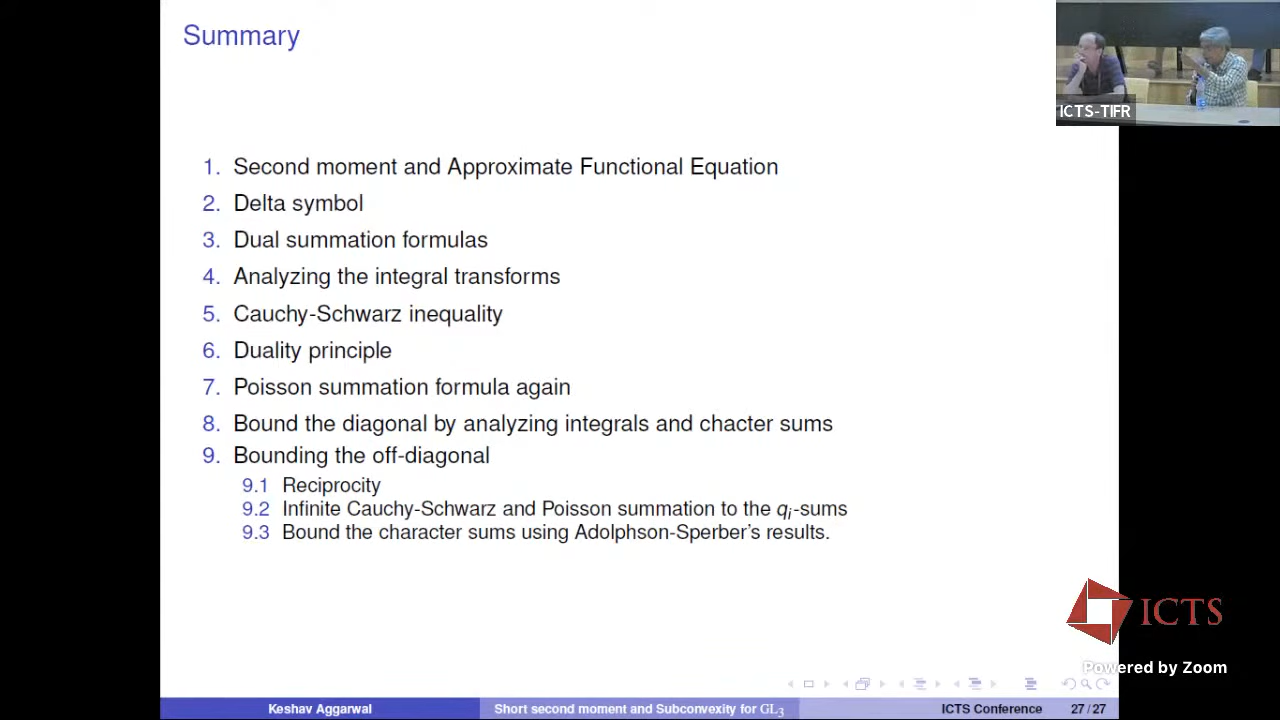 Summary
1. Second moment and Approximate Functional Equation
2. Delta symbol
3. Dual summation formulas
4. Analyzing the integral transforms
5. Cauchy-Schwarz inequality
6. Duality principle
7. Poisson summation formula again
8. Bound the diagonal by analyzing integrals and chacter sums
9. Bounding the off-diagonal
9.1 Reciprocity
9.2 Infinite Cauchy-Schwarz and Poisson summation to the qᵢ-sums
9.3 Bound the character sums using Adolphson-Sperber's results.
ICTS-TIFR
ICTS
Powered by Zoom
Keshav Aggarwal Short second moment and Subconvexity for GL₃ ICTS Conference 27 / 27